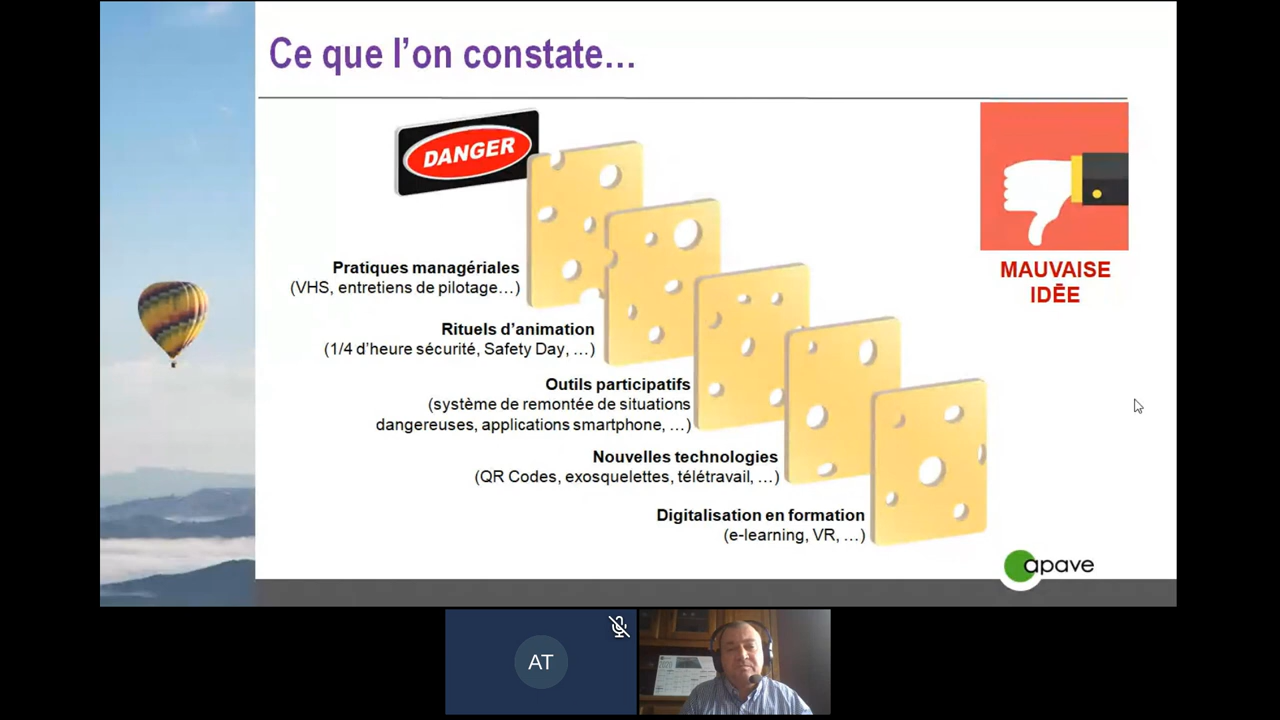 Ce que l'on constate...
DANGER
Pratiques managériales
(VHS, entretiens de pilotage...)
Rituels d'animation
(1/4 d'heure sécurité, Safety Day, ...)
Outils participatifs
(système de remontée de situations
dangereuses, applications smartphone, ...)
Nouvelles technologies
(QR Codes, exosquelettes, télétravail, ...)
Digitalisation en formation
(e-learning, VR, ...)
MAUVAISE
IDĒE
apave
AT